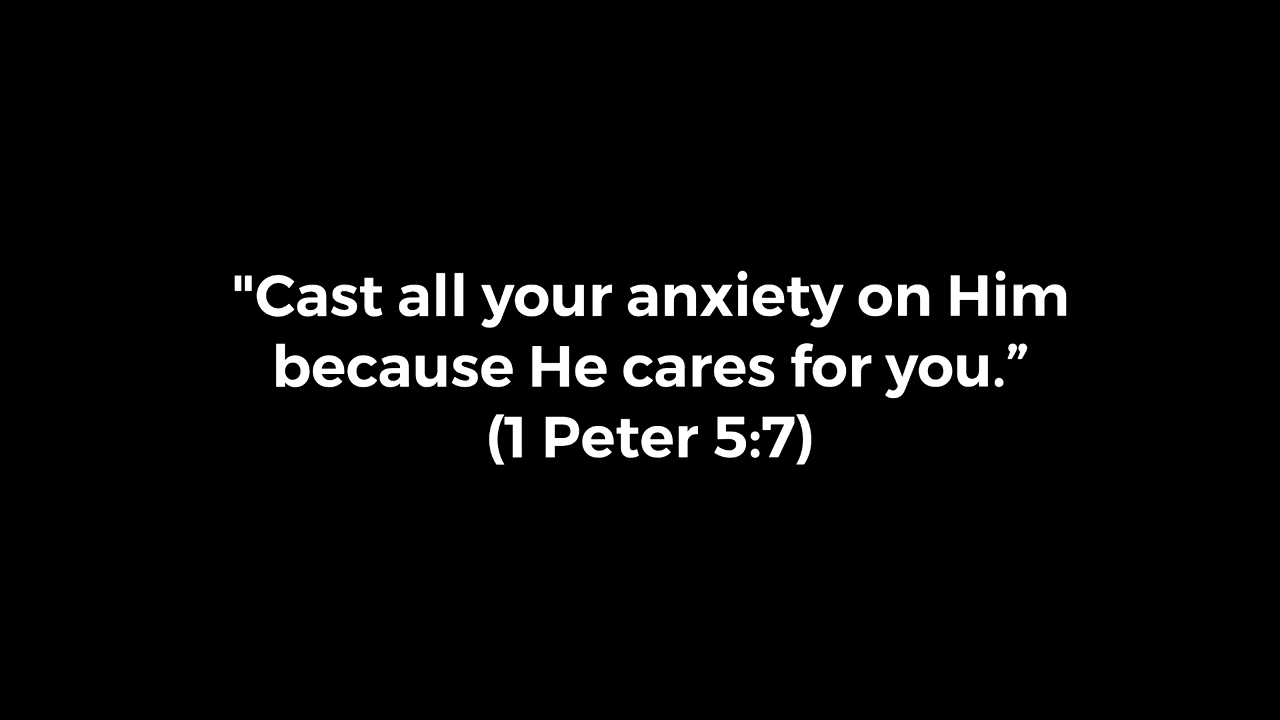 "Cast all your anxiety on Him
because He cares for you.”
(1 Peter 5:7)